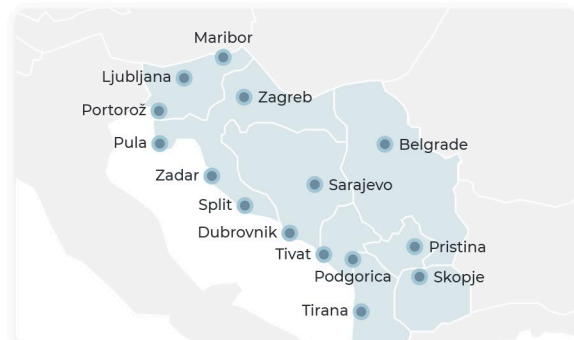 Maribor
Ljubljana
Zagreb
Portorož
Pula
Belgrade
Zadar
Sarajevo
Split
Dubrovnik
Pristina
Tivat
Podgorica
Skopje
Tirana